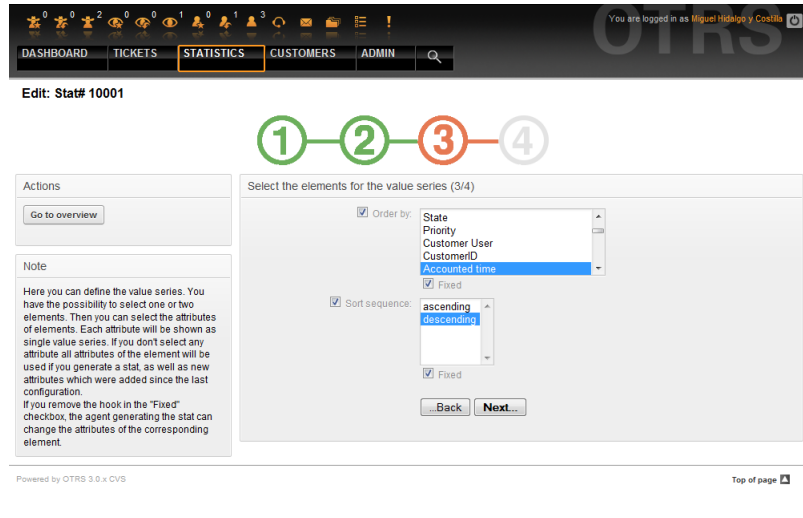 0 0 2 0 0 1 0 1 3
You are logged in as Miguel Hidalgo y Costilla
OTRS
DASHBOARD TICKETS STATISTICS CUSTOMERS ADMIN
Edit: Stat# 10001
1 2 3 4
Actions
Go to overview
Note
Here you can define the value series. You
have the possibility to select one or two
elements. Then you can select the attributes
of elements. Each attribute will be shown as
single value series. If you don't select any
attribute all attributes of the element will be
used if you generate a stat, as well as new
attributes which were added since the last
configuration.
If you remove the hook in the "Fixed"
checkbox, the agent generating the stat can
change the attributes of the corresponding
element.
Select the elements for the value series (3/4)
Order by:
State
Priority
Customer User
CustomerID
Accounted time
Fixed
Sort sequence:
ascending
descending
Fixed
...Back Next...
Powered by OTRS 3.0.x CVS
Top of page